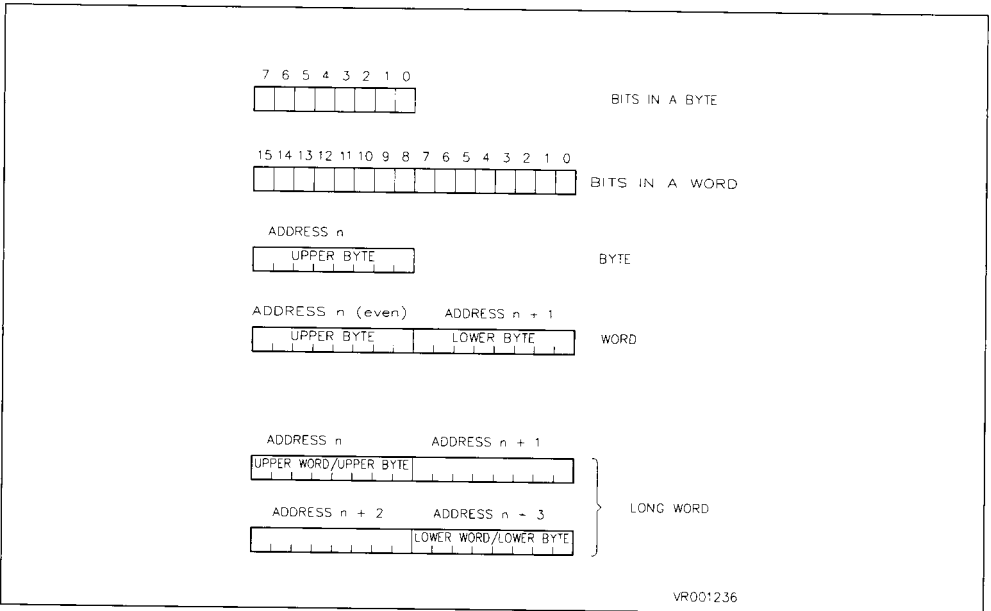 7 6 5 4 3 2 1 0
BITS IN A BYTE
15 14 13 12 11 10 9 8 7 6 5 4 3 2 1 0
BITS IN A WORD
ADDRESS n
UPPER BYTE
BYTE
ADDRESS n (even) ADDRESS n + 1
UPPER BYTE LOWER BYTE
WORD
ADDRESS n ADDRESS n + 1
UPPER WORD/UPPER BYTE
LONG WORD
ADDRESS n + 2 ADDRESS n - 3
LOWER WORD/LOWER BYTE
VR001236